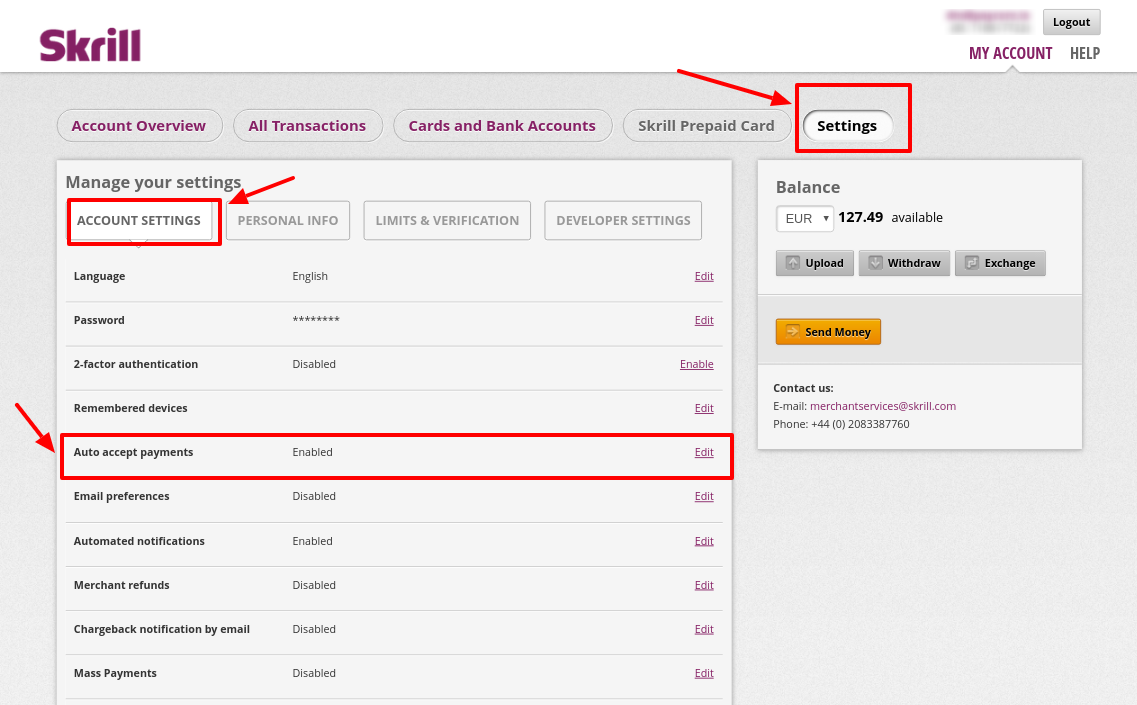 Skrill
Logout
MY ACCOUNT HELP
Account Overview All Transactions Cards and Bank Accounts Skrill Prepaid Card Settings
Manage your settings
ACCOUNT SETTINGS PERSONAL INFO LIMITS & VERIFICATION DEVELOPER SETTINGS
Language English Edit
Password ******** Edit
2-factor authentication Disabled Enable
Remembered devices Edit
Auto accept payments Enabled Edit
Email preferences Disabled Edit
Automated notifications Enabled Edit
Merchant refunds Disabled Edit
Chargeback notification by email Disabled Edit
Mass Payments Disabled Edit
Balance
EUR 127.49 available
Upload Withdraw Exchange
Send Money
Contact us:
E-mail: merchantservices@skrill.com
Phone: +44 (0) 2083387760